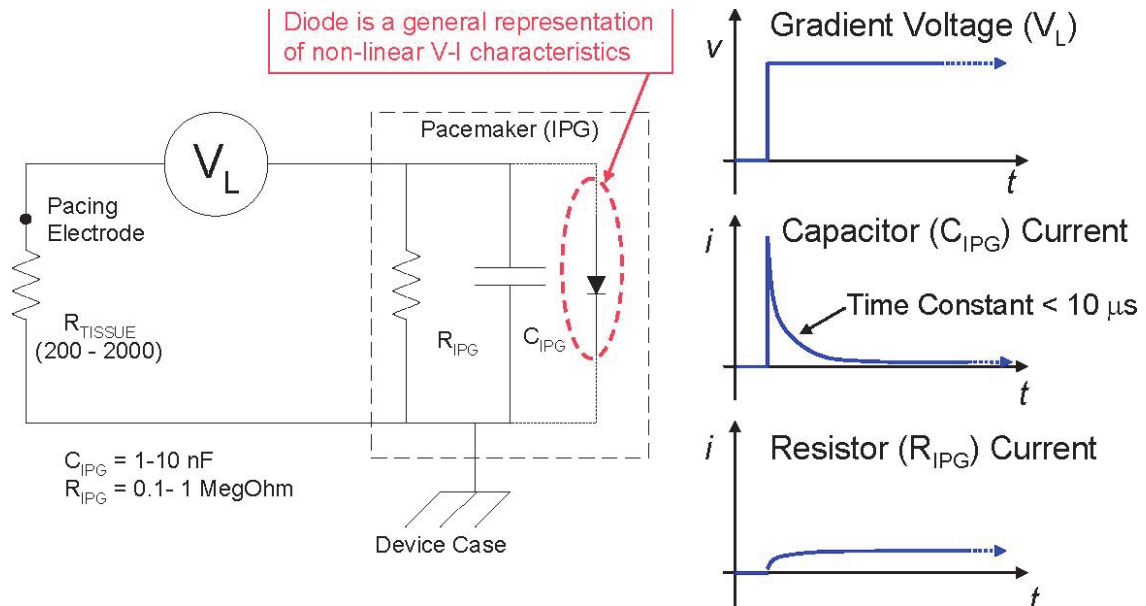 Diode is a general representation
of non-linear V-I characteristics
Pacemaker (IPG)
V_L
Pacing
Electrode
R_TISSUE
(200 - 2000)
R_IPG
C_IPG
C_IPG = 1-10 nF
R_IPG = 0.1- 1 MegOhm
Device Case
Gradient Voltage (V_L)
v
t
Capacitor (C_IPG) Current
i
Time Constant < 10 μs
t
Resistor (R_IPG) Current
i
t